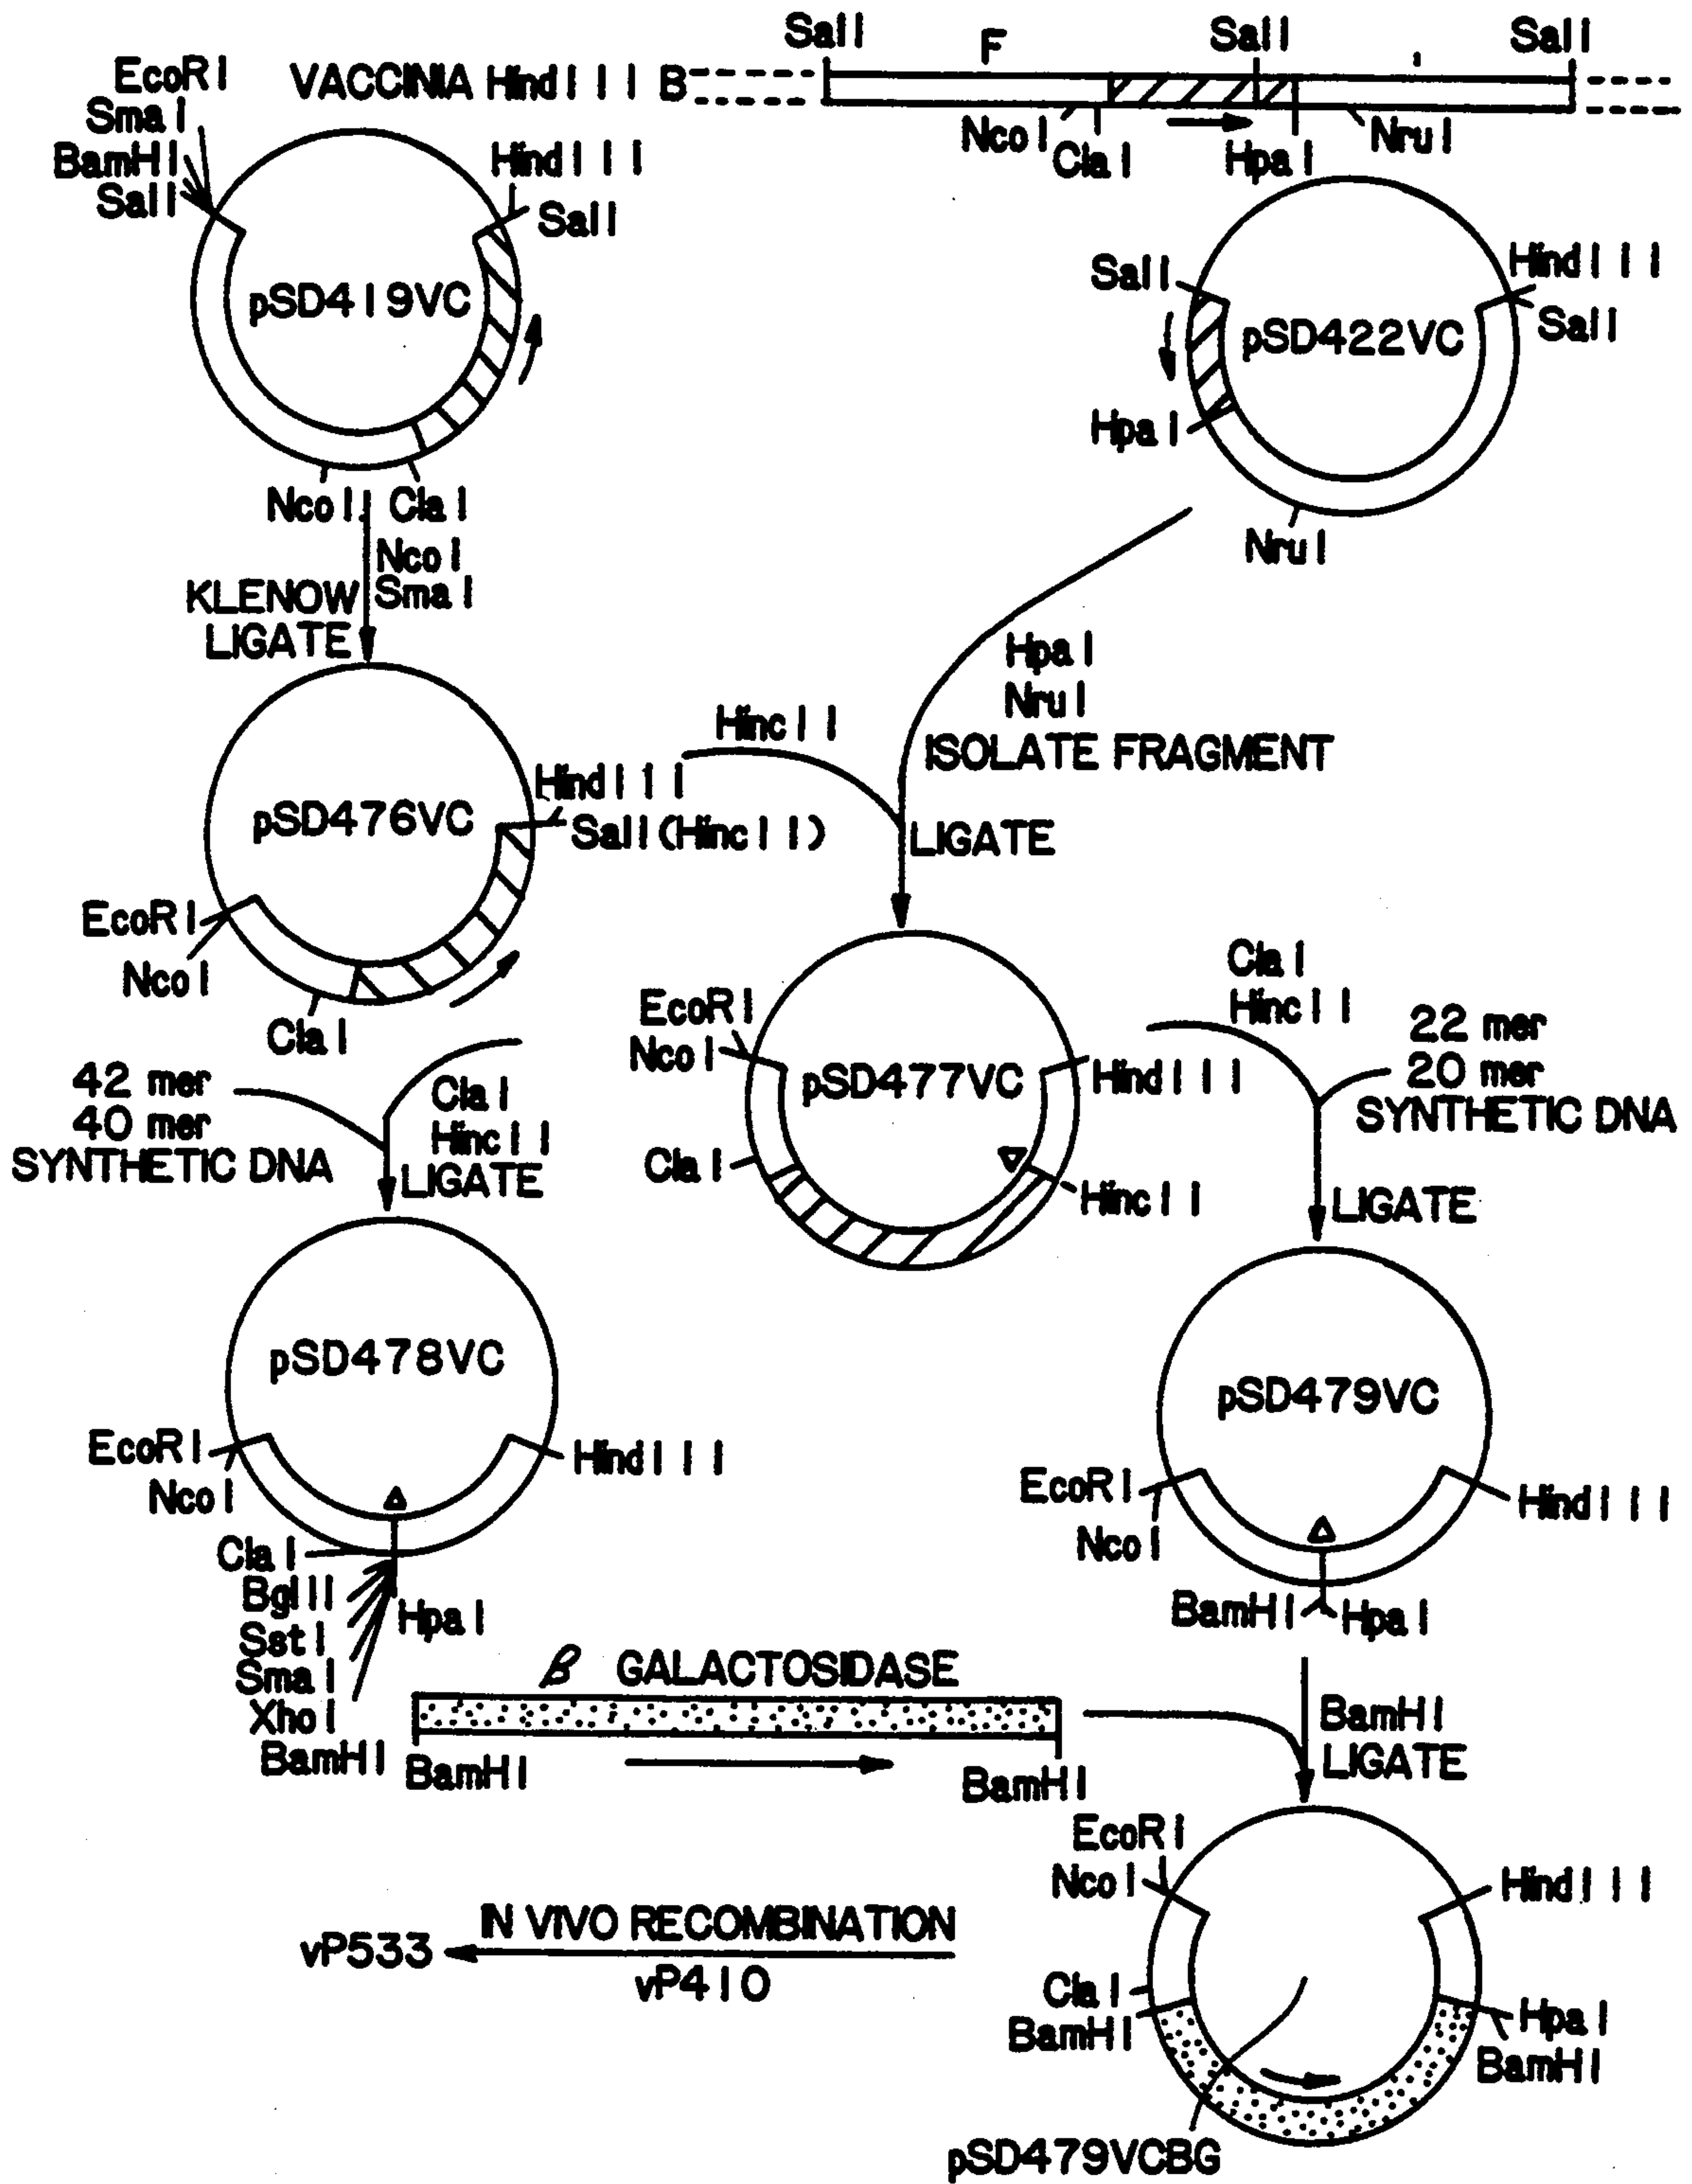 SalI F SalI SalI
EcoRI VACCINIA HindIII B
SmaI
BamHI
SalI
HindIII
SalI
NcoI ClaI HpaI NruI
pSD419VC
SalI HindIII
SalI
pSD422VC
HpaI
NruI
NcoI ClaI
NcoI
SmaI
KLENOW
LIGATE
HpaI
NruI
ISOLATE FRAGMENT
HincII
LIGATE
HindIII
SalI (HincII)
pSD476VC
EcoRI
NcoI
ClaI
ClaI
HincII
22 mer
20 mer
SYNTHETIC DNA
LIGATE
EcoRI
NcoI
pSD477VC
HindIII
ClaI
HincII
42 mer
40 mer
SYNTHETIC DNA
ClaI
HincII
LIGATE
pSD478VC
EcoRI
NcoI
HindIII
ClaI
BglII
SstI
SmaI
XhoI
BamHI
HpaI
pSD479VC
EcoRI
NcoI
HindIII
BamHI HpaI
β GALACTOSIDASE
BamHI BamHI
BamHI
LIGATE
EcoRI
NcoI
HindIII
ClaI
BamHI
HpaI
BamHI
pSD479VCBG
IN VIVO RECOMBINATION
vP533
vP410